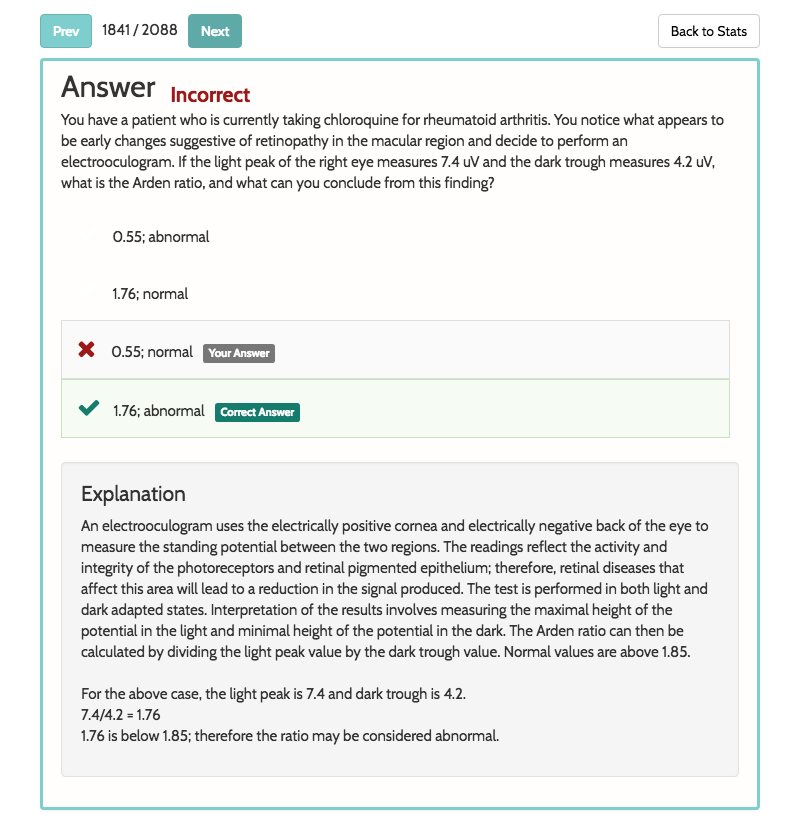 Prev 1841 / 2088 Next Back to Stats
Answer Incorrect
You have a patient who is currently taking chloroquine for rheumatoid arthritis. You notice what appears to
be early changes suggestive of retinopathy in the macular region and decide to perform an
electrooculogram. If the light peak of the right eye measures 7.4 uV and the dark trough measures 4.2 uV,
what is the Arden ratio, and what can you conclude from this finding?
0.55; abnormal
1.76; normal
0.55; normal Your Answer
1.76; abnormal Correct Answer
Explanation
An electrooculogram uses the electrically positive cornea and electrically negative back of the eye to
measure the standing potential between the two regions. The readings reflect the activity and
integrity of the photoreceptors and retinal pigmented epithelium; therefore, retinal diseases that
affect this area will lead to a reduction in the signal produced. The test is performed in both light and
dark adapted states. Interpretation of the results involves measuring the maximal height of the
potential in the light and minimal height of the potential in the dark. The Arden ratio can then be
calculated by dividing the light peak value by the dark trough value. Normal values are above 1.85.
For the above case, the light peak is 7.4 and dark trough is 4.2.
7.4/4.2 = 1.76
1.76 is below 1.85; therefore the ratio may be considered abnormal.